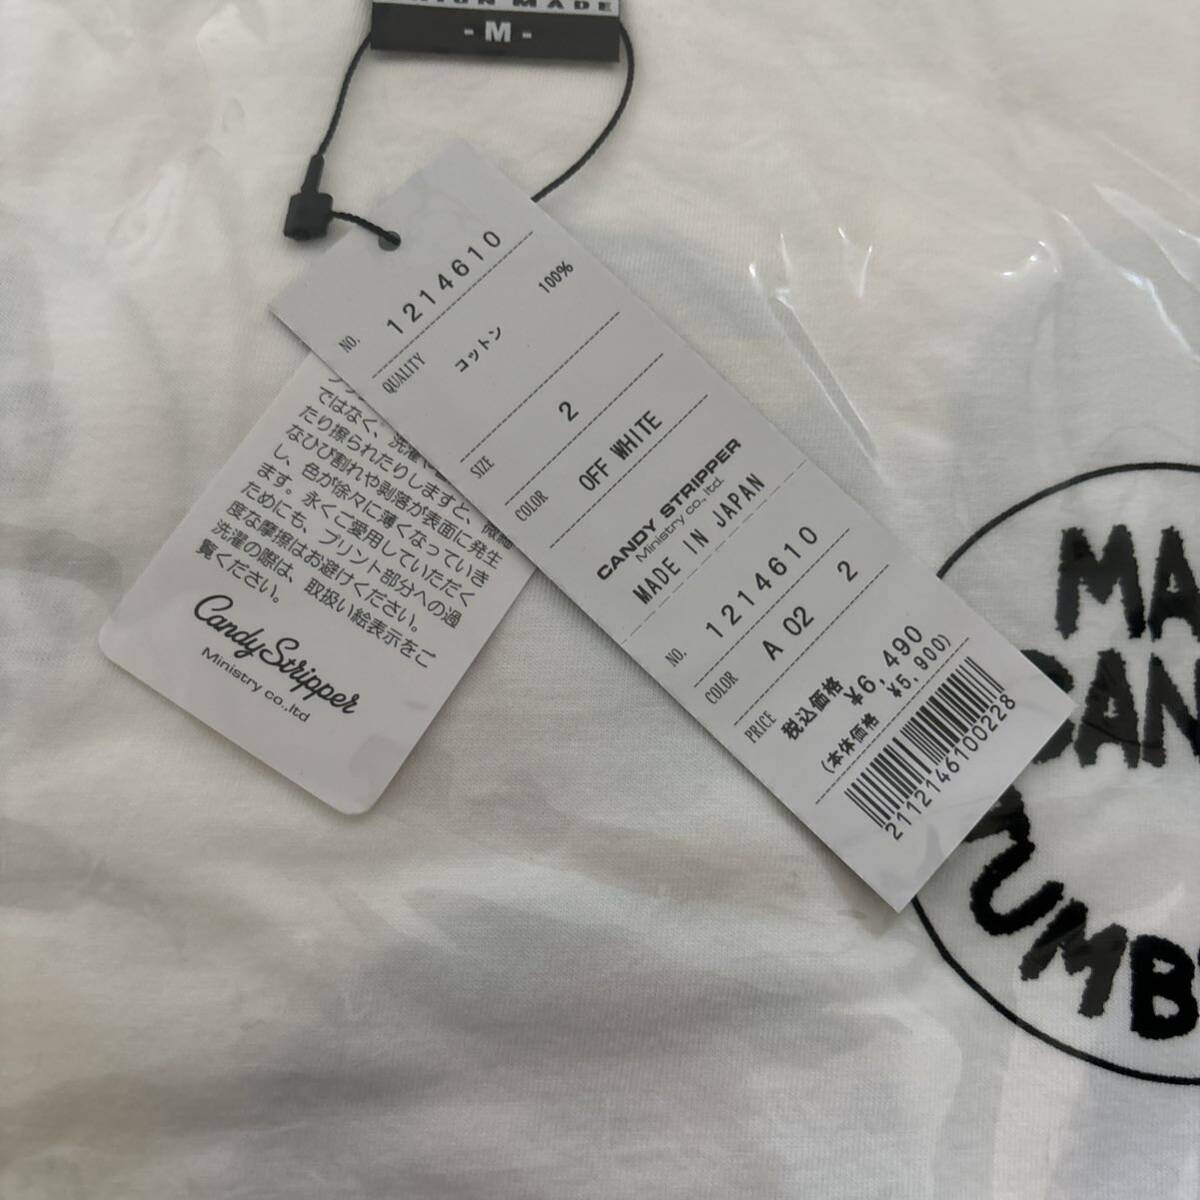 - M -
NO. 1214610
QUALITY
コットン 100%
SIZE 2
COLOR OFF WHITE
CANDY STRIPPER
Ministry co.,ltd.
MADE IN JAPAN
NO. 1214610
COLOR A 02 2
PRICE 税込価格 ¥6,490
(本体価格 ¥5,900)
2112146100228
ではなく、洗濯や
たり擦られたりしますと、微細
なひび割れや剥落が表面に発生
し、色が徐々に薄くなっていき
ます。永くご愛用していただく
ためにも、プリント部分への過
度な摩擦はお避けください。
洗濯の際は、取扱い絵表示をご
覧ください。
Candy Stripper
Ministry co.,ltd
MA
CAN